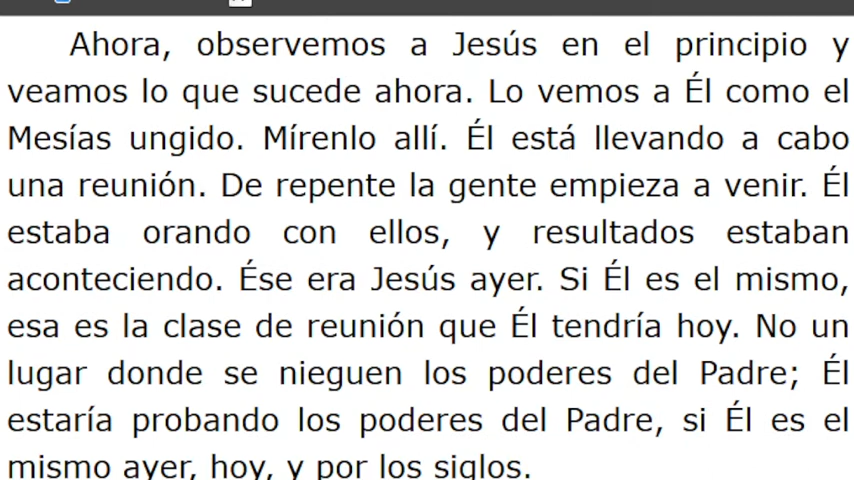 Ahora, observemos a Jesús en el principio y
veamos lo que sucede ahora. Lo vemos a Él como el
Mesías ungido. Mírenlo allí. Él está llevando a cabo
una reunión. De repente la gente empieza a venir. Él
estaba orando con ellos, y resultados estaban
aconteciendo. Ése era Jesús ayer. Si Él es el mismo,
esa es la clase de reunión que Él tendría hoy. No un
lugar donde se nieguen los poderes del Padre; Él
estaría probando los poderes del Padre, si Él es el
mismo ayer, hoy, y por los siglos.